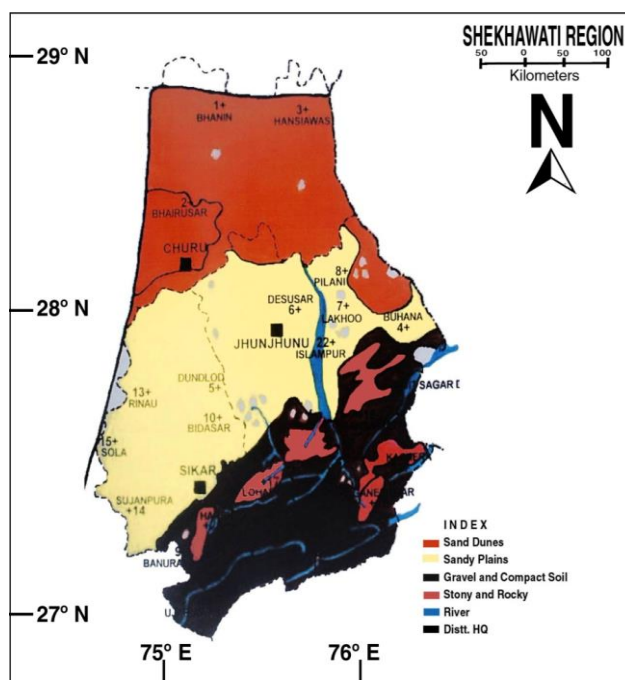 29° N
SHEKHAWATI REGION
50 0 50 100
Kilometers
N
1+
BHANIN
3+
HANSIAWAS
2+
BHAIRUSAR
CHURU
28° N
8+
PILANI
DESUSAR
6+
7+
LAKHOO
BUHANA
4+
JHUNJHUNU
22+
ISLAMPUR
SAGAR
DUNDLOD
5+
13+
RINAU
10+
BIDASAR
15+
SOLA
SIKAR
SUJANPURA
+14
BANURA
INDEX
Sand Dunes
Sandy Plains
Gravel and Compact Soil
Stony and Rocky
River
Distt. HQ
27° N
75° E
76° E